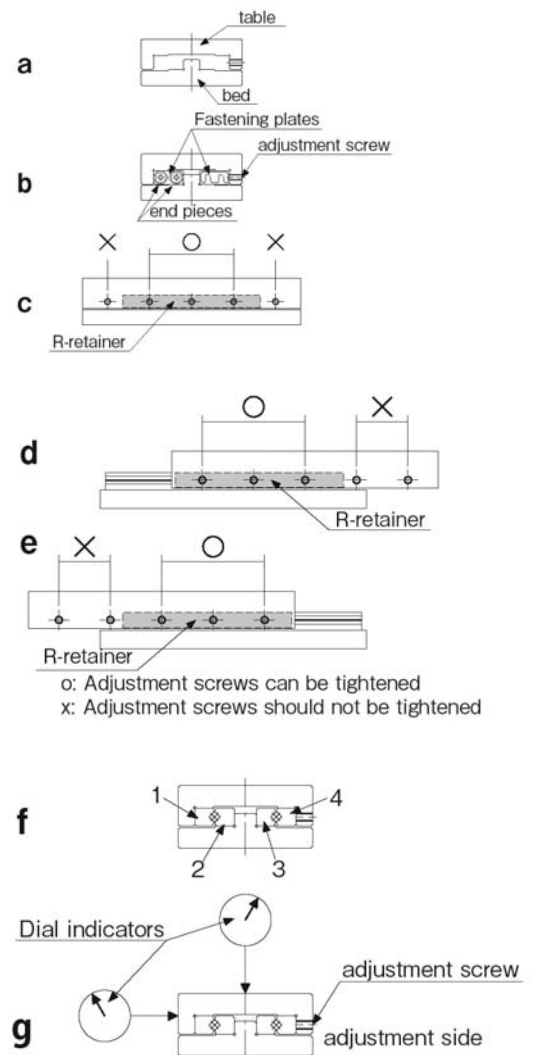 table
a
bed
Fastening plates
adjustment screw
b
end pieces
X O X
c
R-retainer
O X
d
R-retainer
e
X O
R-retainer
o: Adjustment screws can be tightened
x: Adjustment screws should not be tightened
f
1 4
2 3
Dial indicators
adjustment screw
g
adjustment side